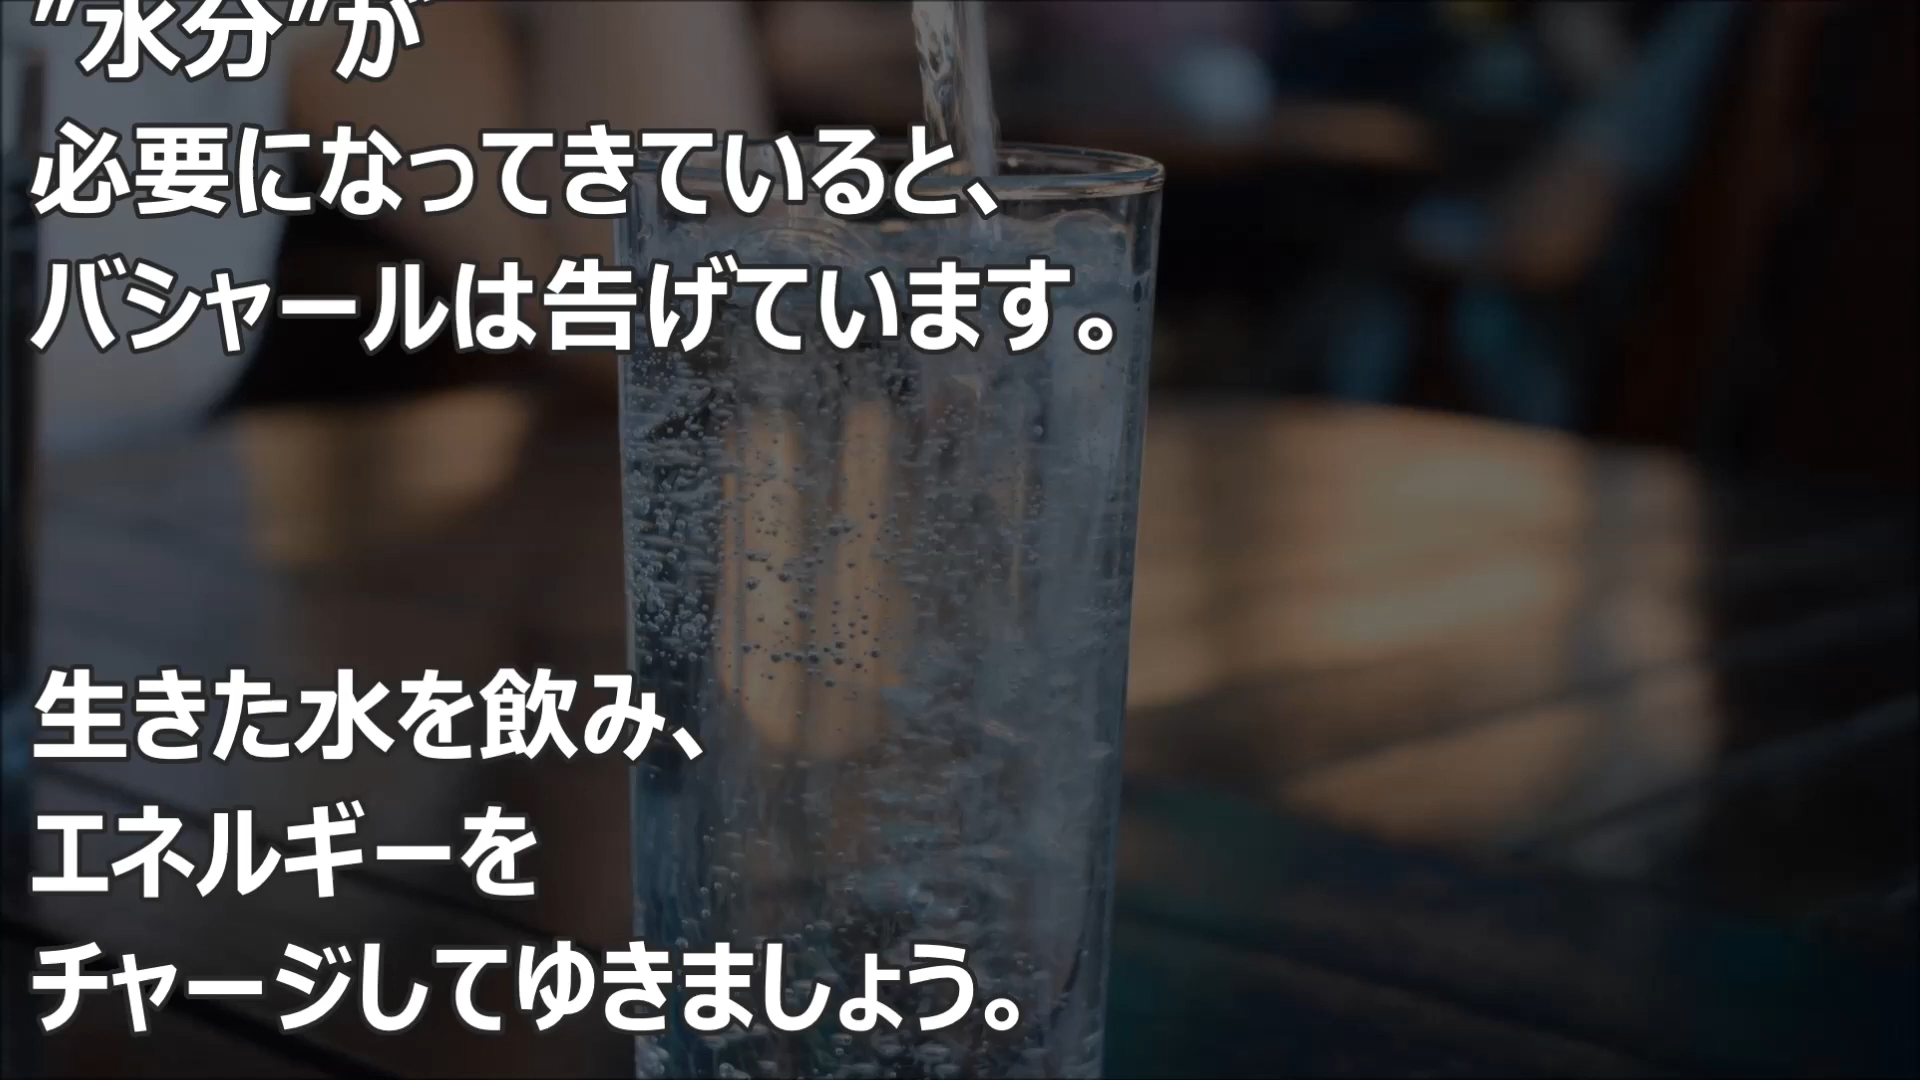 ”水分”が
必要になってきていると、
バシャールは告げています。
生きた水を飲み、
エネルギーを
チャージしてゆきましょう。